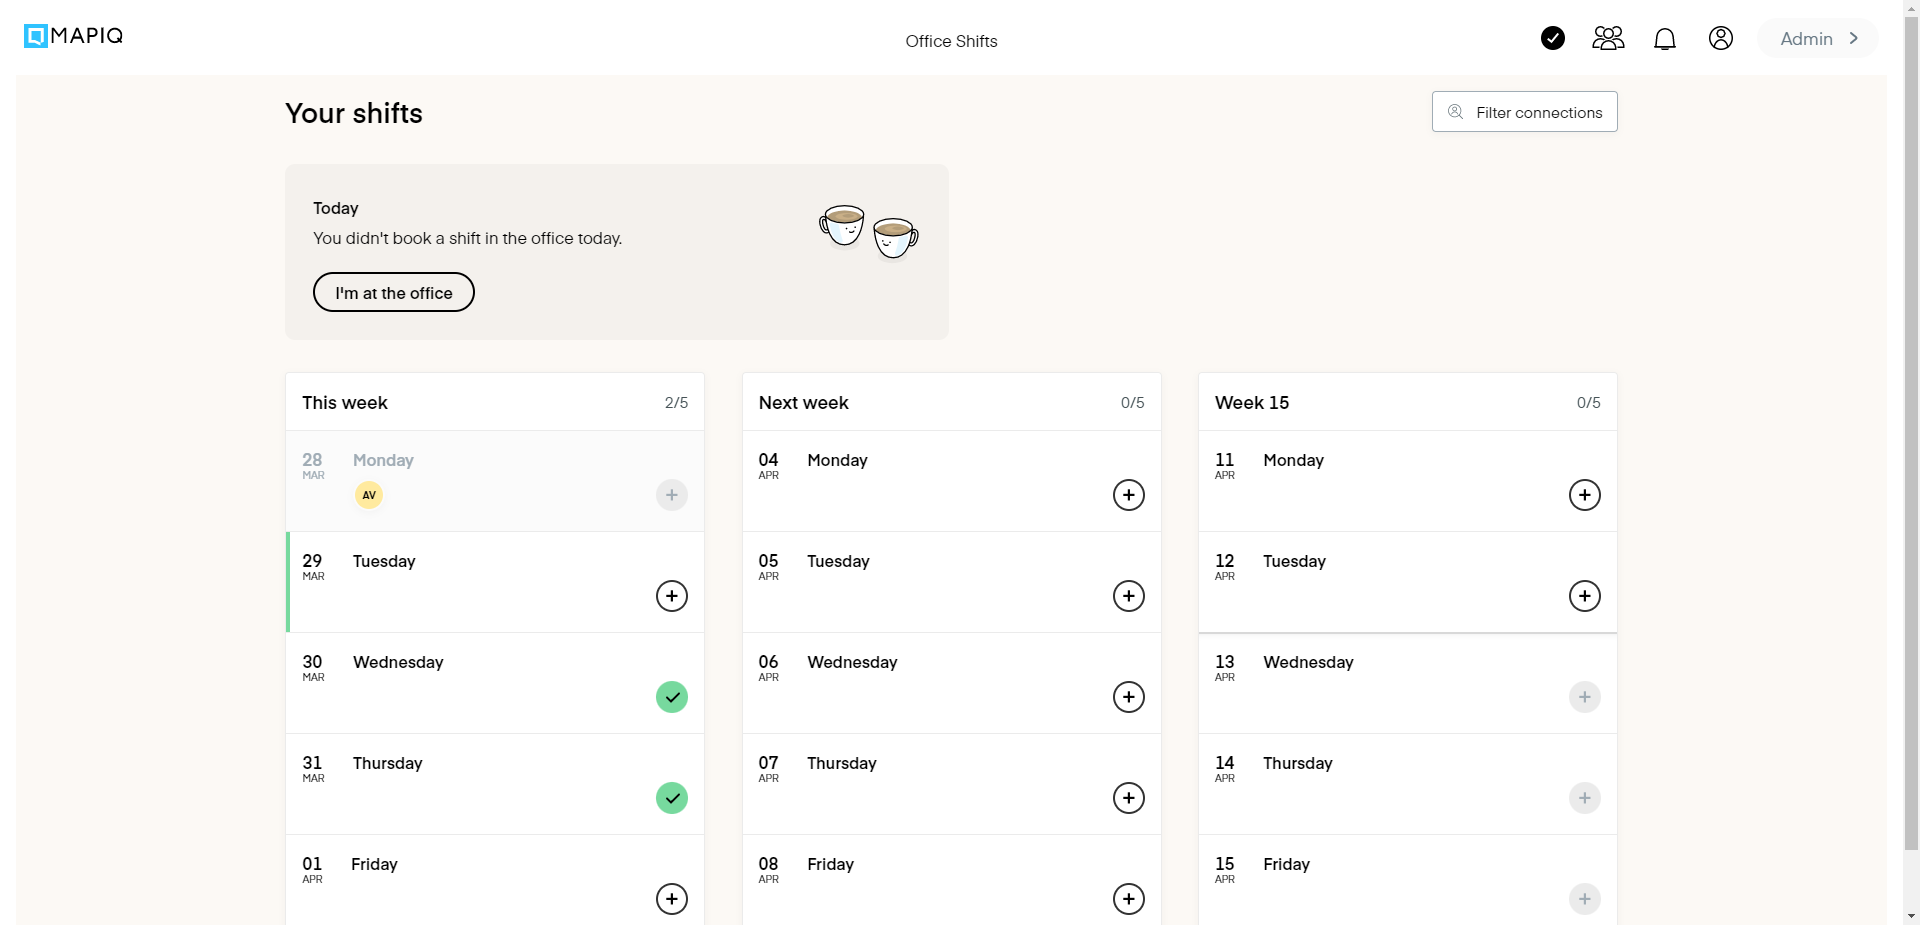 MAPIQ
Office Shifts
Admin
Your shifts
Filter connections
Today
You didn't book a shift in the office today.
I'm at the office
This week 2/5
28 Monday
MAR
AV
29 Tuesday
MAR
30 Wednesday
MAR
31 Thursday
MAR
01 Friday
APR
Next week 0/5
04 Monday
APR
05 Tuesday
APR
06 Wednesday
APR
07 Thursday
APR
08 Friday
APR
Week 15 0/5
11 Monday
APR
12 Tuesday
APR
13 Wednesday
APR
14 Thursday
APR
15 Friday
APR